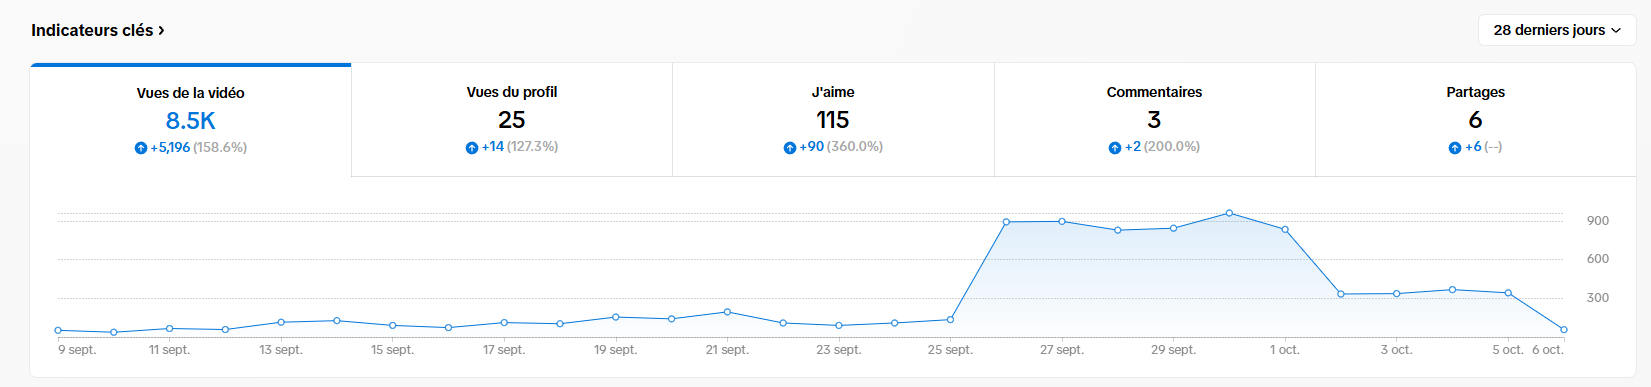 Indicateurs clés
28 derniers jours
Vues de la vidéo
8.5K
+5,196 (158.6%)
Vues du profil
25
+14 (127.3%)
J'aime
115
+90 (360.0%)
Commentaires
3
+2 (200.0%)
Partages
6
+6 (--)
900
600
300
9 sept. 11 sept. 13 sept. 15 sept. 17 sept. 19 sept. 21 sept. 23 sept. 25 sept. 27 sept. 29 sept. 1 oct. 3 oct. 5 oct. 6 oct.